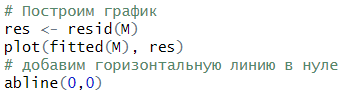 # Построим график
res <- resid(M)
plot(fitted(M), res)
# добавим горизонтальную линию в нуле
abline(0,0)